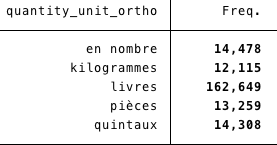 quantity_unit_ortho Freq.
en nombre 14,478
kilogrammes 12,115
livres 162,649
pièces 13,259
quintaux 14,308